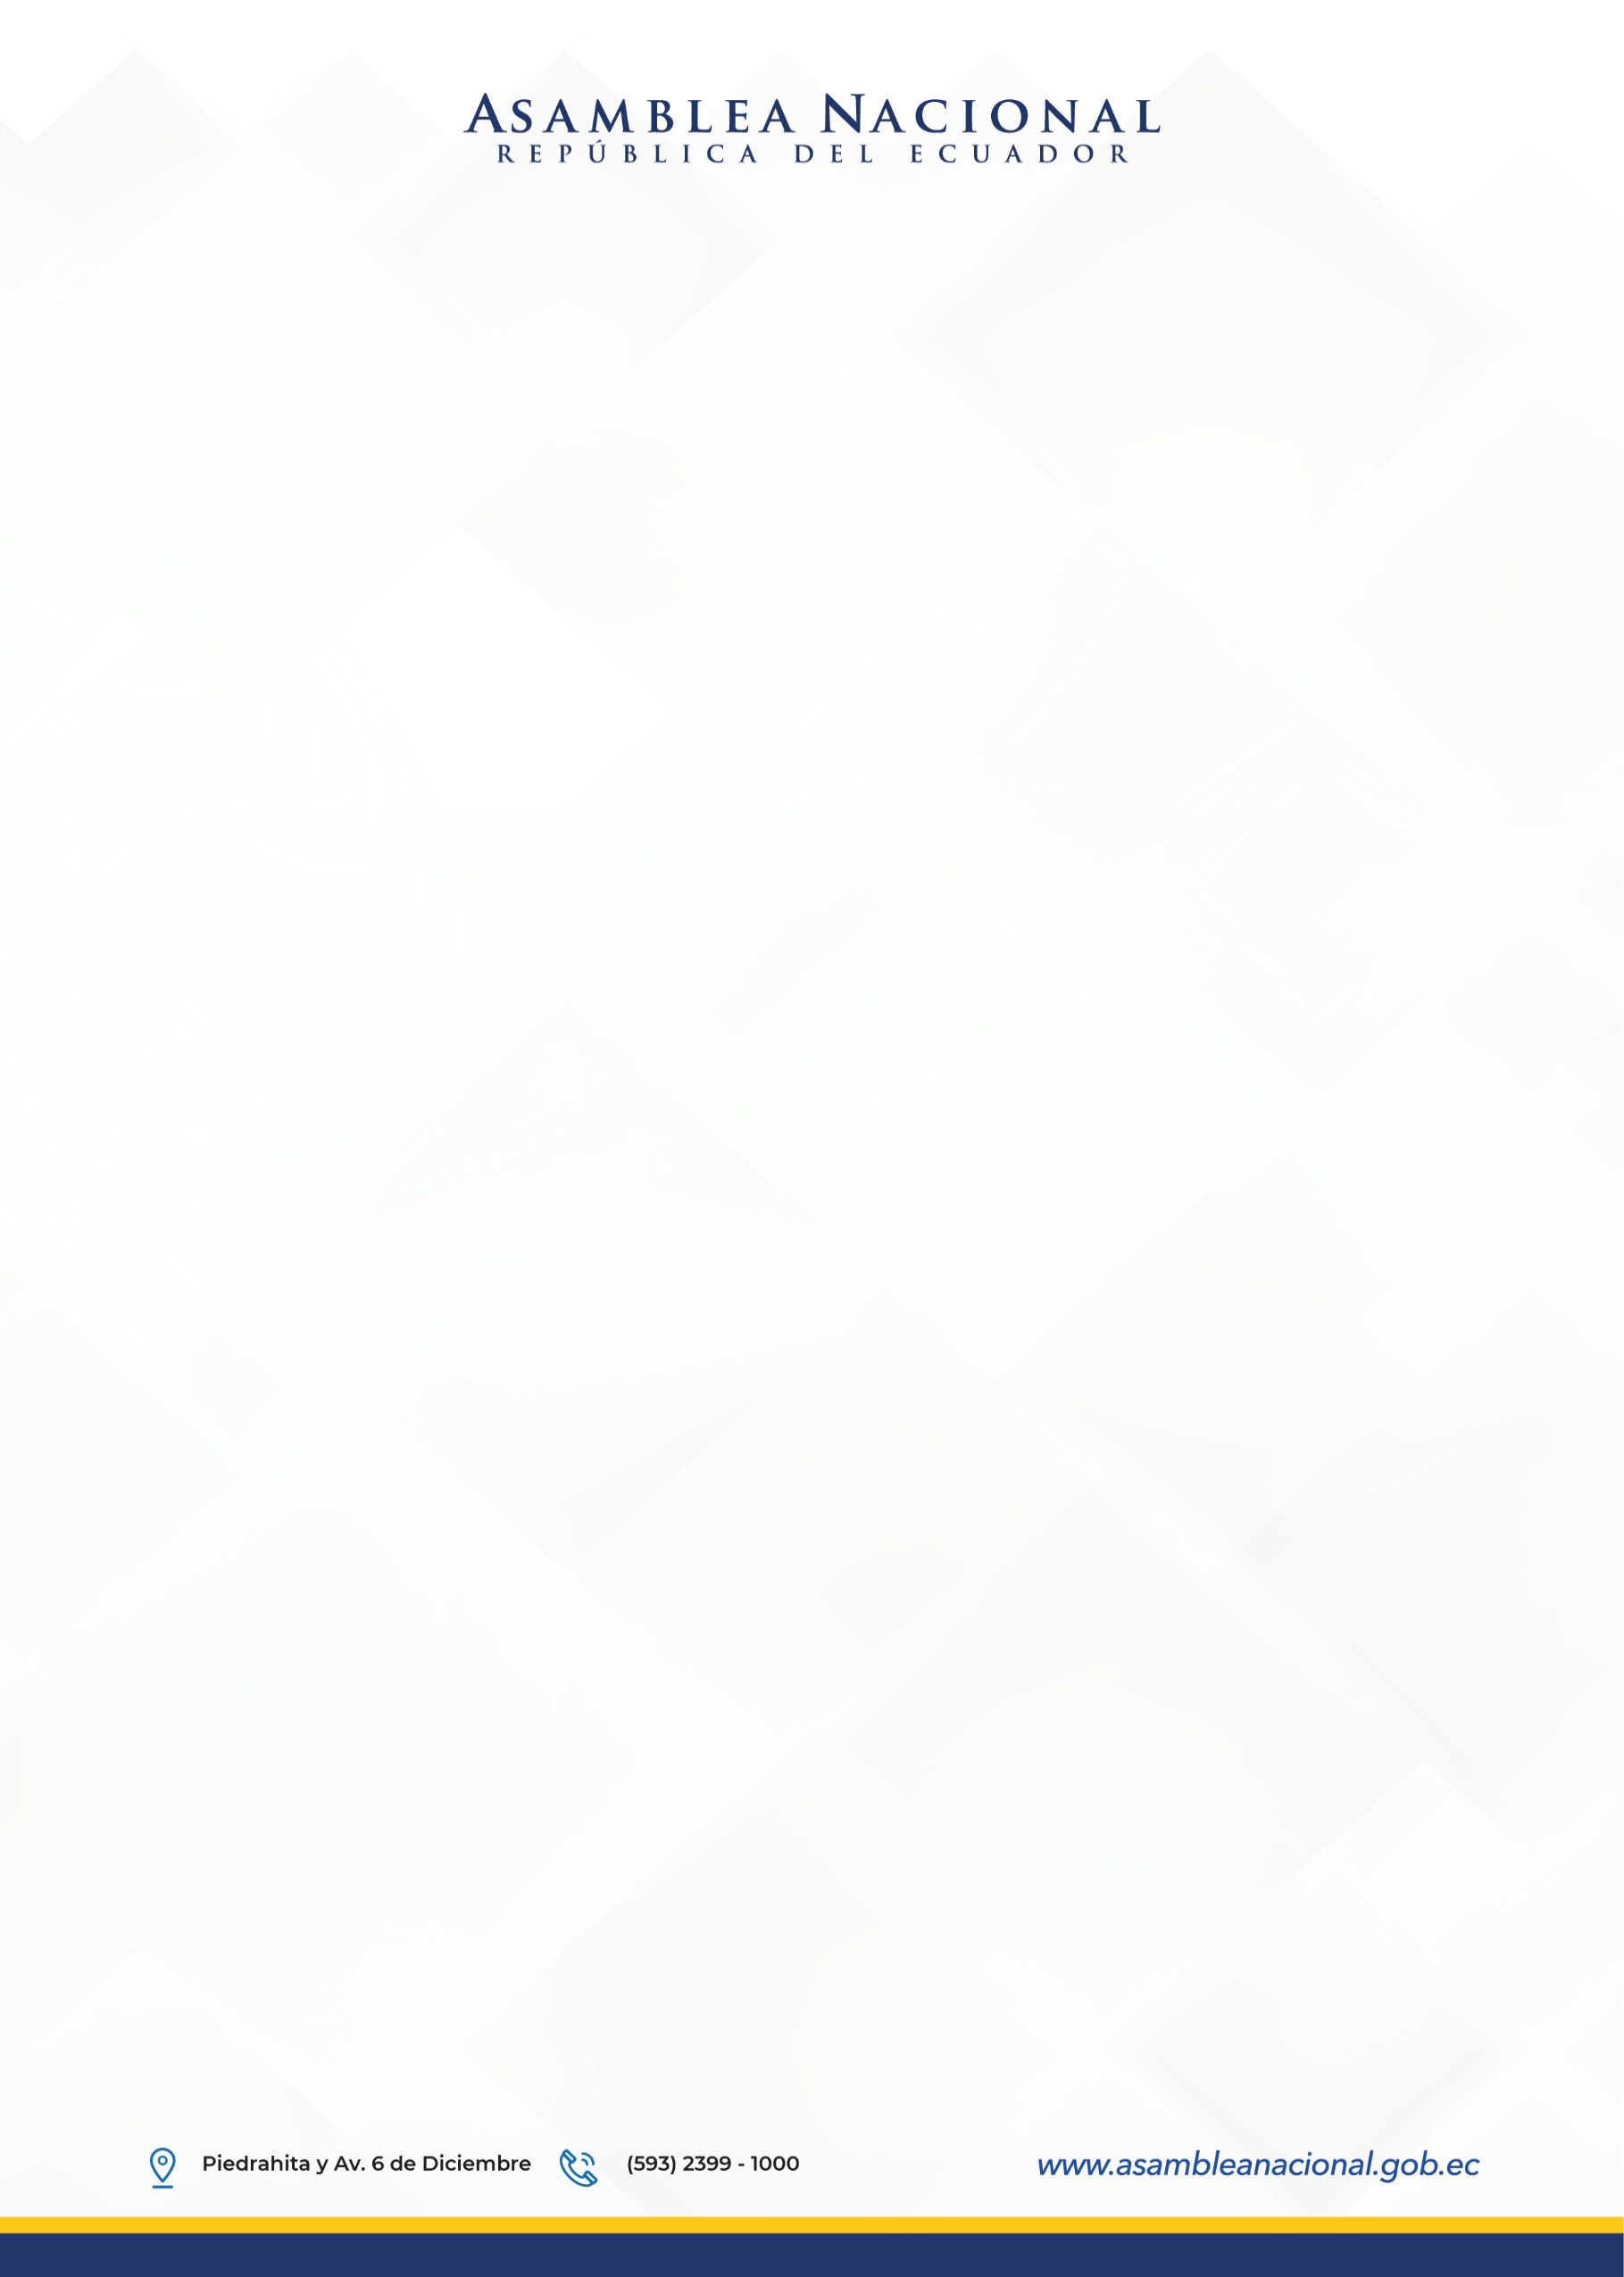 ASAMBLEA NACIONAL
REPÚBLICA DEL ECUADOR
Piedrahita y Av. 6 de Diciembre
(593) 2399 - 1000
www.asambleanacional.gob.ec